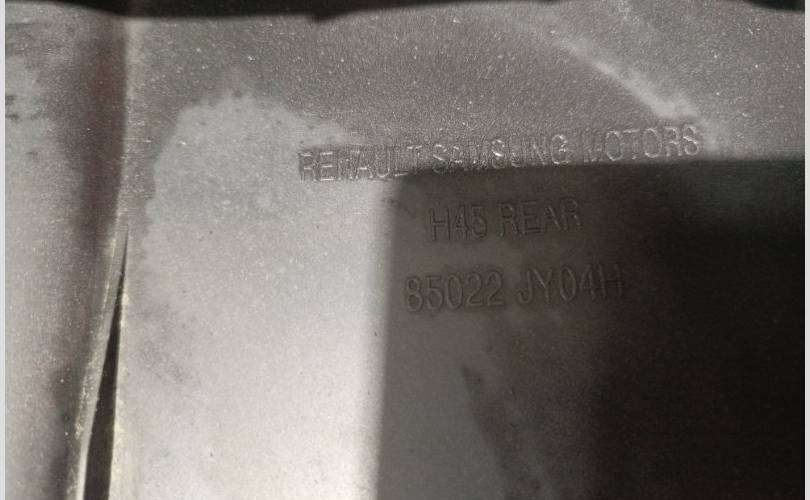 RENAULT SAMSUNG MOTORS
H45 REAR
85022 JY04H